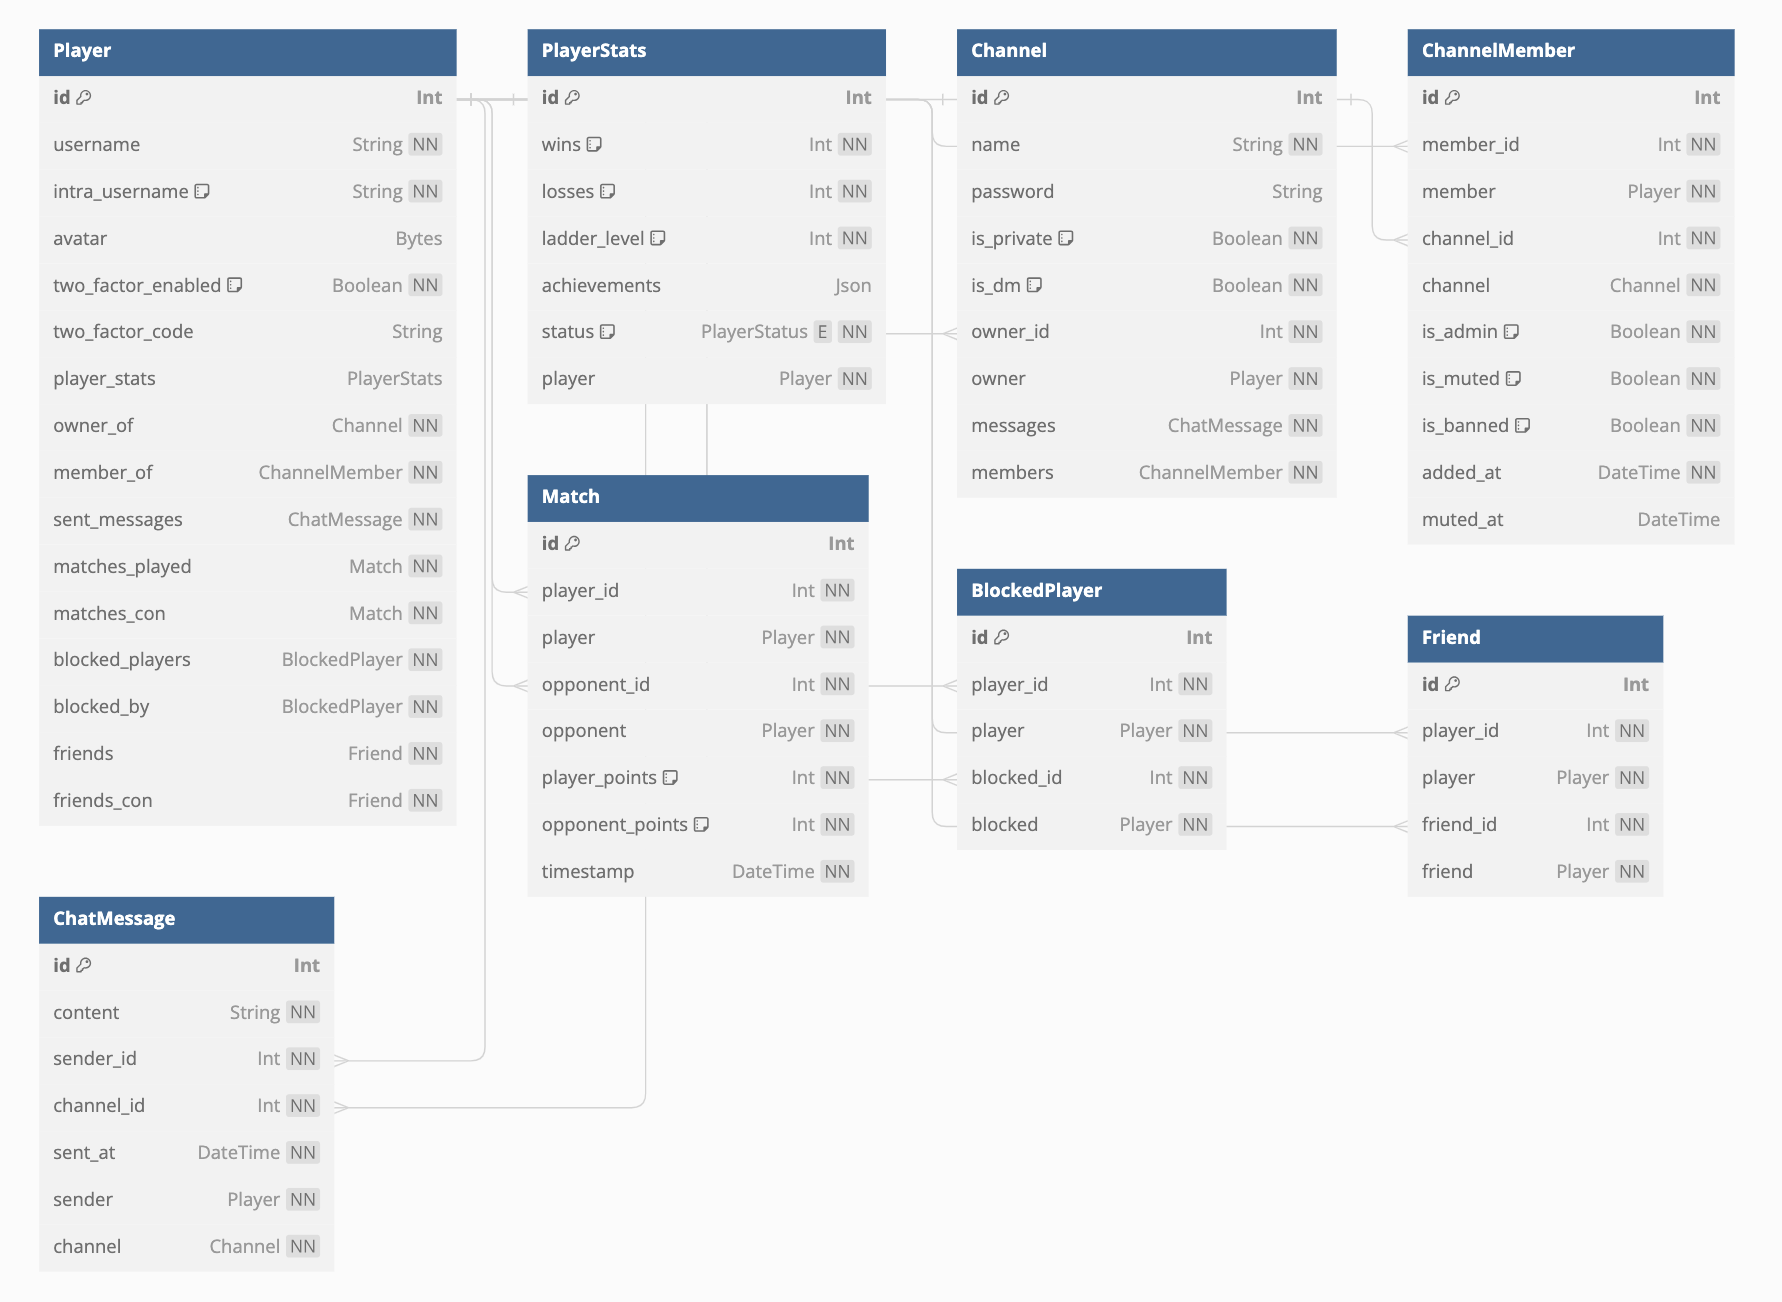 Player
id Int
username String NN
intra_username String NN
avatar Bytes
two_factor_enabled Boolean NN
two_factor_code String
player_stats PlayerStats
owner_of Channel NN
member_of ChannelMember NN
sent_messages ChatMessage NN
matches_played Match NN
matches_con Match NN
blocked_players BlockedPlayer NN
blocked_by BlockedPlayer NN
friends Friend NN
friends_con Friend NN
PlayerStats
id Int
wins Int NN
losses Int NN
ladder_level Int NN
achievements Json
status PlayerStatus E NN
player Player NN
Channel
id Int
name String NN
password String
is_private Boolean NN
is_dm Boolean NN
owner_id Int NN
owner Player NN
messages ChatMessage NN
members ChannelMember NN
ChannelMember
id Int
member_id Int NN
member Player NN
channel_id Int NN
channel Channel NN
is_admin Boolean NN
is_muted Boolean NN
is_banned Boolean NN
added_at DateTime NN
muted_at DateTime
Match
id Int
player_id Int NN
player Player NN
opponent_id Int NN
opponent Player NN
player_points Int NN
opponent_points Int NN
timestamp DateTime NN
BlockedPlayer
id Int
player_id Int NN
player Player NN
blocked_id Int NN
blocked Player NN
Friend
id Int
player_id Int NN
player Player NN
friend_id Int NN
friend Player NN
ChatMessage
id Int
content String NN
sender_id Int NN
channel_id Int NN
sent_at DateTime NN
sender Player NN
channel Channel NN